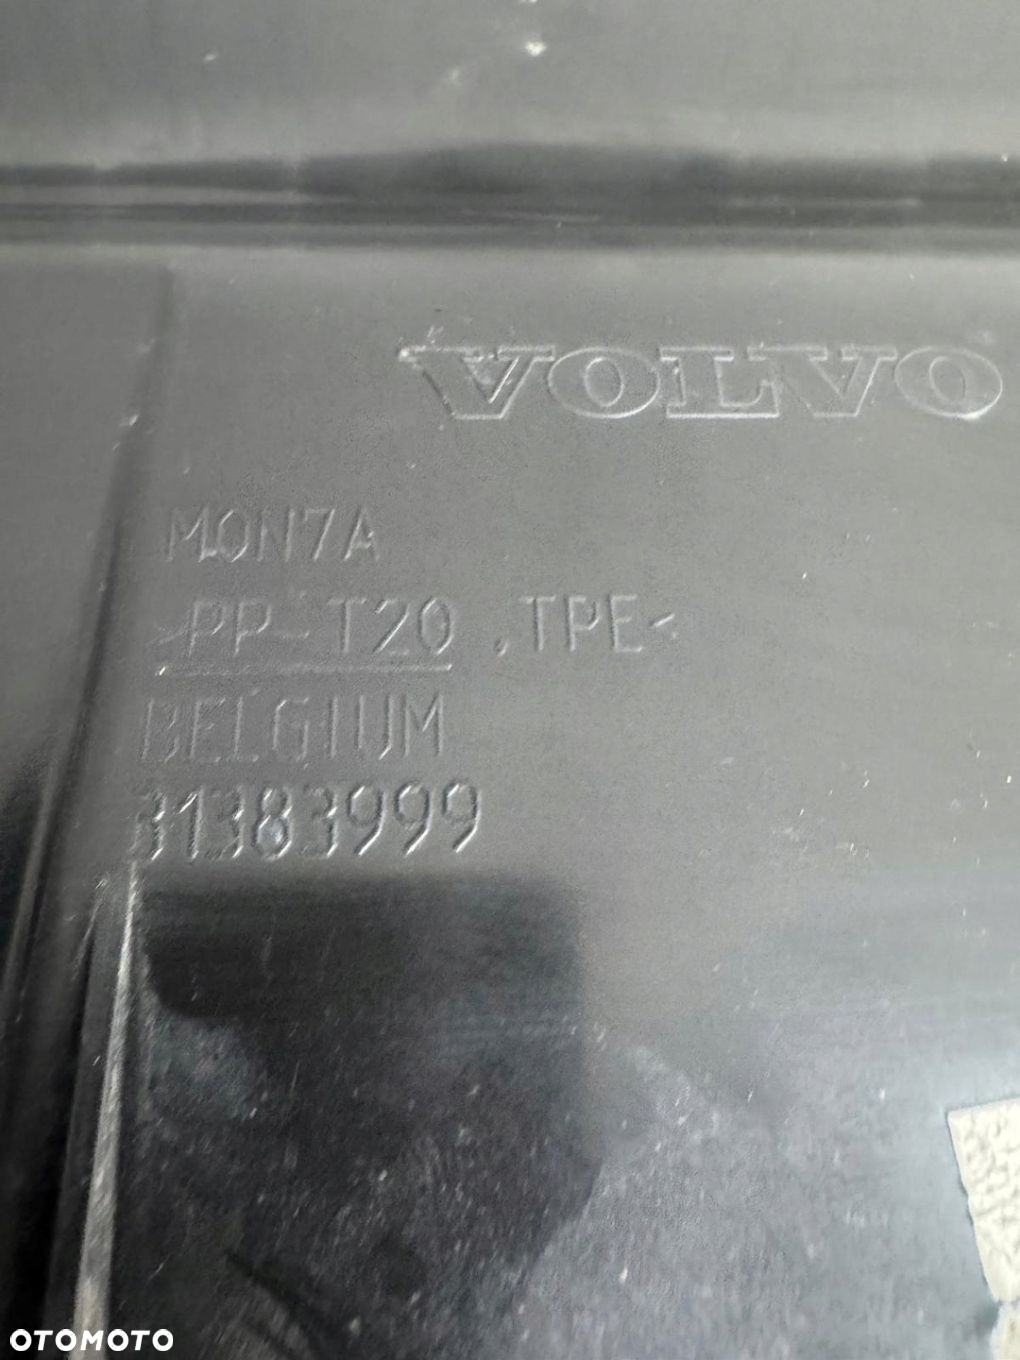 VOLVO
MON7A
>PP-T20 ,TPE<
BELGIUM
31383999
OTOMOTO